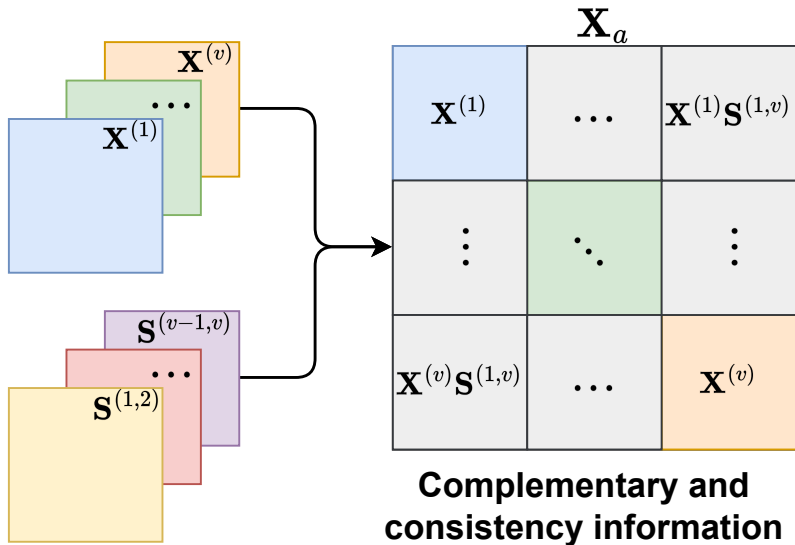 X^{(v)}
...
X^{(1)}
S^{(v-1,v)}
...
S^{(1,2)}
X_a
X^{(1)} ... X^{(1)}S^{(1,v)}
⋮ ⋱ ⋮
X^{(v)}S^{(1,v)} ... X^{(v)}
Complementary and
consistency information